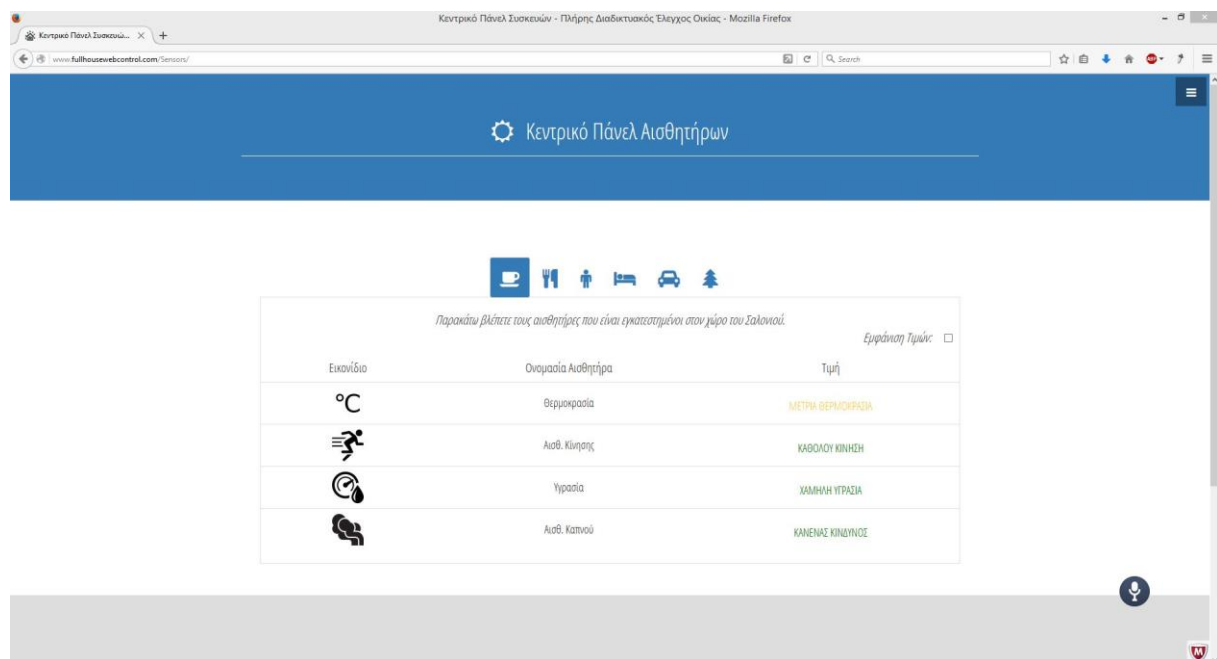 Κεντρικό Πάνελ Συσκευών - Πλήρης Διαδικτυακός Έλεγχος Οικίας - Mozilla Firefox
Κεντρικό Πάνελ Συσκευώ...
www.fullhousewebcontrol.com/Sensors/
Search
ABP
Κεντρικό Πάνελ Αισθητήρων
Παρακάτω βλέπετε τους αισθητήρες που είναι εγκατεστημένοι στον χώρο του Σαλονιού.
Εμφάνιση Τιμών:
Εικονίδιο Ονομασία Αισθητήρα Τιμή
°C Θερμοκρασία ΜΕΤΡΙΑ ΘΕΡΜΟΚΡΑΣΙΑ
Αισθ. Κίνησης ΚΑΘΟΛΟΥ ΚΙΝΗΣΗ
Υγρασία ΧΑΜΗΛΗ ΥΓΡΑΣΙΑ
Αισθ. Καπνού ΚΑΝΕΝΑΣ ΚΙΝΔΥΝΟΣ